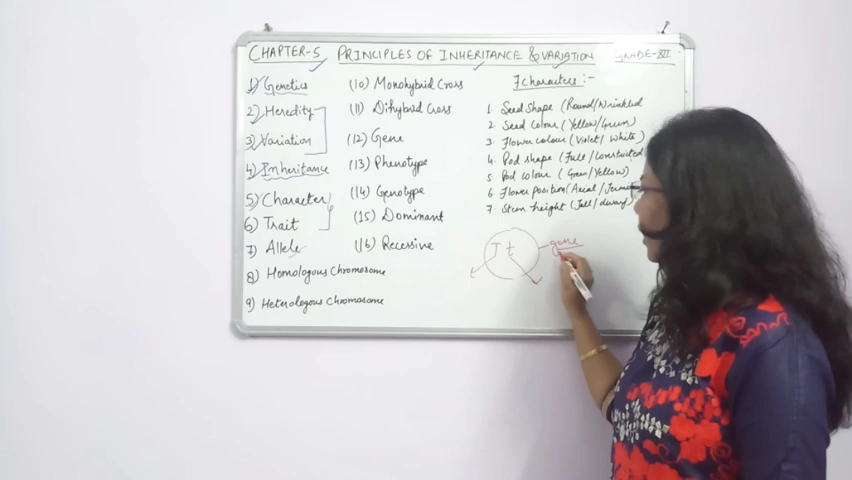 CHAPTER-5 PRINCIPLES OF INHERITANCE & VARIATION GRADE-XII
1) Genetics
2) Heredity
3) Variation
4) Inheritance
5) Character
6) Trait
7) Allele
8) Homologous Chromosome
9) Heterologous Chromosome
(10) Monohybrid Cross
(11) Dihybrid Cross
(12) Gene
(13) Phenotype
(14) Genotype
(15) Dominant
(16) Recessive
7 Characters :-
1. Seed shape (Round/Wrinkled
2. Seed colour (Yellow/Green)
3. Flower colour (Violet/White)
4. Pod shape (Full/Constricted)
5. Pod colour (Green/Yellow)
6 Flower position (Axial/
7 Stem height (Tall/dwarf)
T t
gene